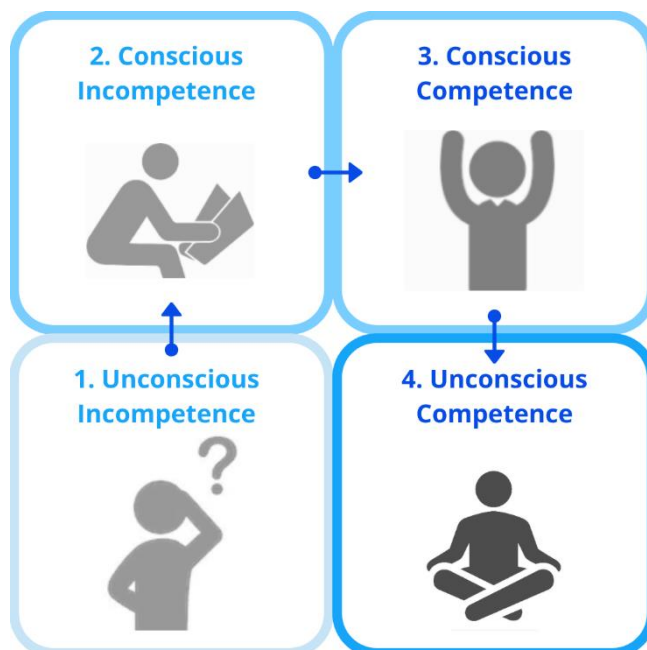 2. Conscious
Incompetence
3. Conscious
Competence
1. Unconscious
Incompetence
?
4. Unconscious
Competence